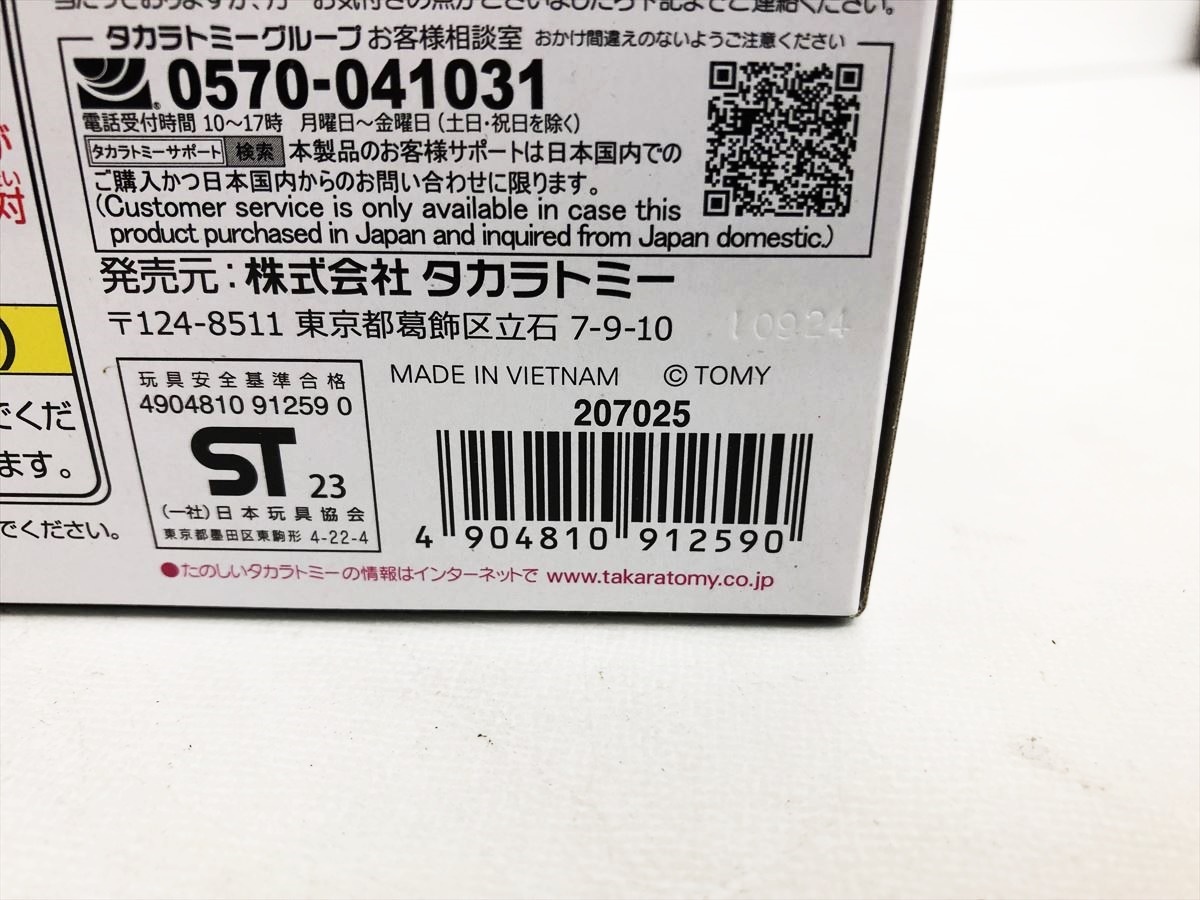 タカラトミーグループ お客様相談室 おかけ間違えのないようご注意ください
0570-041031
電話受付時間 10〜17時 月曜日〜金曜日(土日・祝日を除く)
タカラトミーサポート 検索 本製品のお客様サポートは日本国内での
ご購入かつ日本国内からのお問い合わせに限ります。
(Customer service is only available in case this
product purchased in Japan and inquired from Japan domestic.)
発売元:株式会社 タカラトミー
〒124-8511 東京都葛飾区立石 7-9-10
10924
MADE IN VIETNAM © TOMY
玩具安全基準合格
4904810 91259 0
ST 23
(一社)日本玩具協会
東京都墨田区東駒形 4-22-4
207025
4 904810 912590
●たのしいタカラトミーの情報はインターネットで www.takaratomy.co.jp
が
対
)
でくだ
ます。
でください。